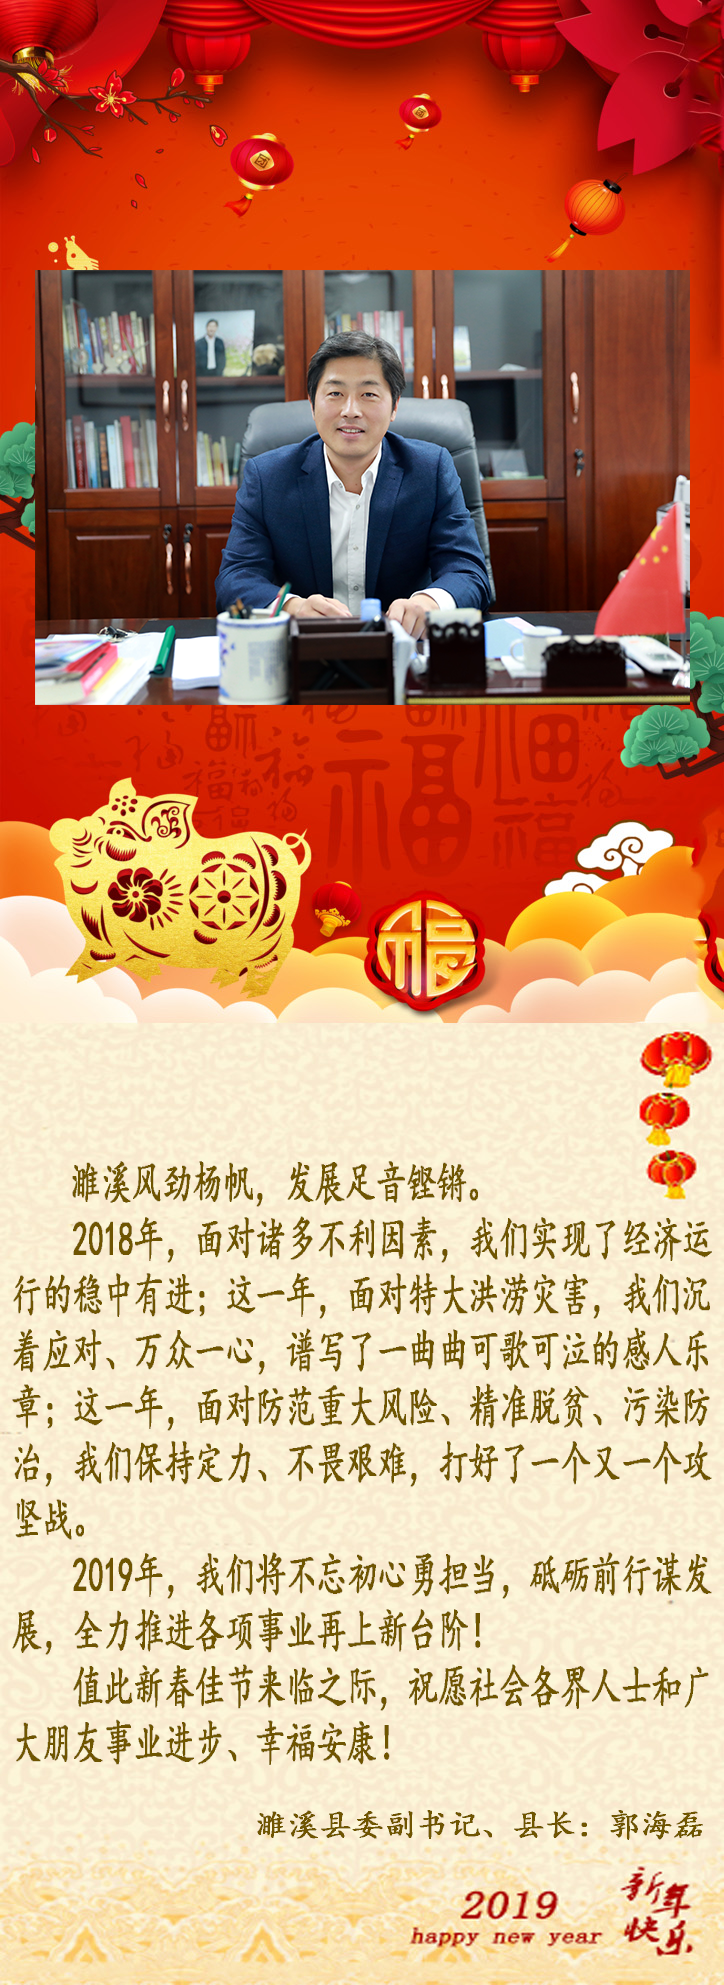 福
濉溪风劲杨帆，发展足音铿锵。
2018年，面对诸多不利因素，我们实现了经济运
行的稳中有进；这一年，面对特大洪涝灾害，我们沉
着应对、万众一心，谱写了一曲曲可歌可泣的感人乐
章；这一年，面对防范重大风险、精准脱贫、污染防
治，我们保持定力、不畏艰难，打好了一个又一个攻
坚战。
2019年，我们将不忘初心勇担当，砥砺前行谋发
展，全力推进各项事业再上新台阶！
值此新春佳节来临之际，祝愿社会各界人士和广
大朋友事业进步、幸福安康！
濉溪县委副书记、县长：郭海磊
2019
happy new year
新年
快乐